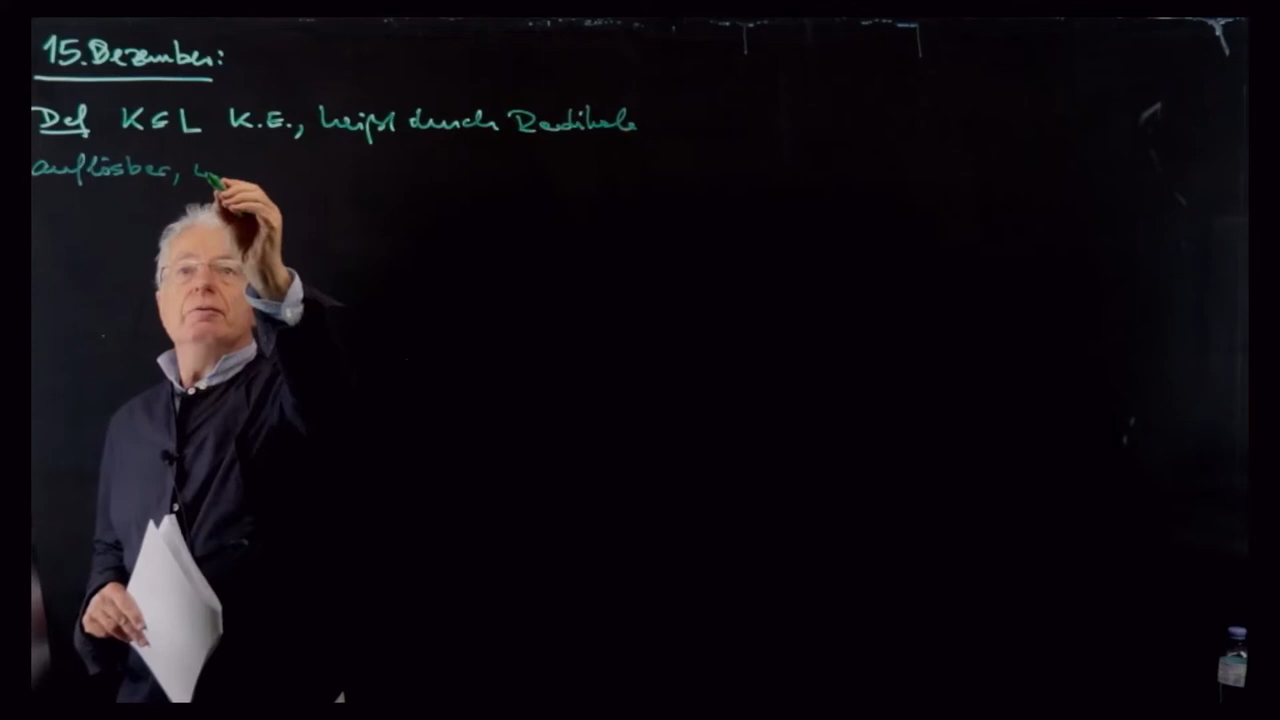 15. Dezember:
Def K ⊆ L K.E., heißt durch Radikale
auflösbar,